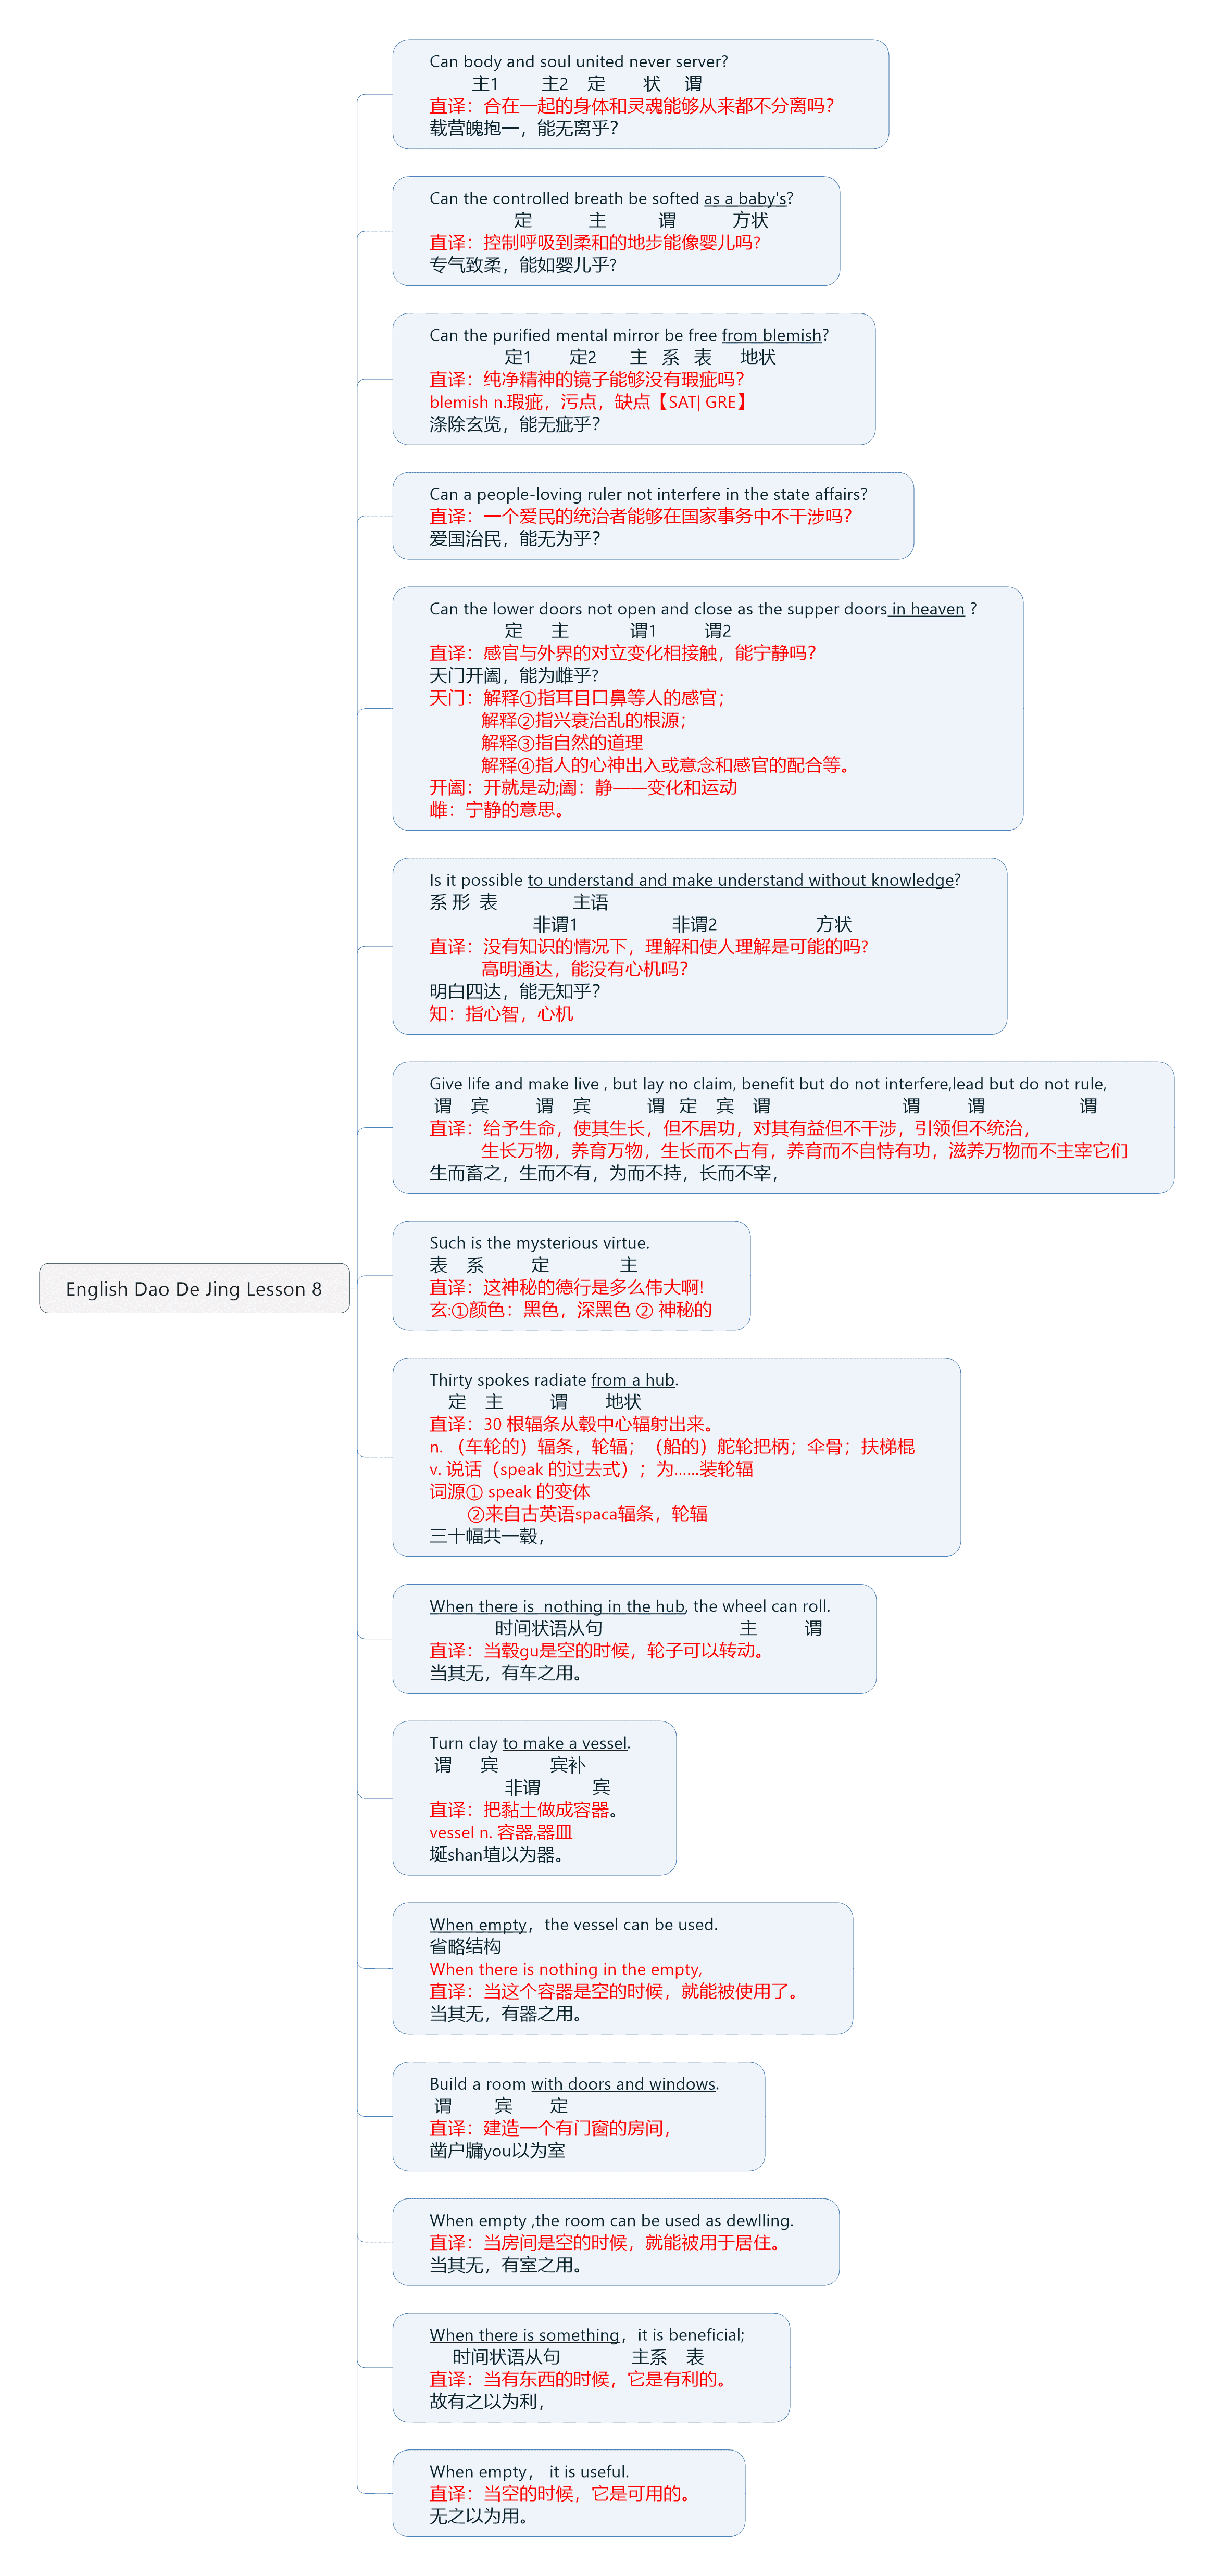 English Dao De Jing Lesson 8
Can body and soul united never server?
主1 主2 定 状 谓
直译：合在一起的身体和灵魂能够从来都不分离吗？
载营魄抱一，能无离乎？
Can the controlled breath be softed as a baby's?
定 主 谓 方状
直译：控制呼吸到柔和的地步能像婴儿吗?
专气致柔，能如婴儿乎?
Can the purified mental mirror be free from blemish?
定1 定2 主 系 表 地状
直译：纯净精神的镜子能够没有瑕疵吗？
blemish n.瑕疵，污点，缺点【SAT| GRE】
涤除玄览，能无疵乎？
Can a people-loving ruler not interfere in the state affairs?
直译：一个爱民的统治者能够在国家事务中不干涉吗？
爱国治民，能无为乎？
Can the lower doors not open and close as the supper doors in heaven ?
定 主 谓1 谓2
直译：感官与外界的对立变化相接触，能宁静吗？
天门开阖，能为雌乎?
天门：解释①指耳目口鼻等人的感官；
解释②指兴衰治乱的根源；
解释③指自然的道理
解释④指人的心神出入或意念和感官的配合等。
开阖：开就是动;阖：静——变化和运动
雌：宁静的意思。
Is it possible to understand and make understand without knowledge?
系 形 表 主语
非谓1 非谓2 方状
直译：没有知识的情况下，理解和使人理解是可能的吗?
高明通达，能没有心机吗？
明白四达，能无知乎？
知：指心智，心机
Give life and make live , but lay no claim, benefit but do not interfere,lead but do not rule,
谓 宾 谓 宾 谓 定 宾 谓 谓 谓 谓
直译：给予生命，使其生长，但不居功，对其有益但不干涉，引领但不统治，
生长万物，养育万物，生长而不占有，养育而不自恃有功，滋养万物而不主宰它们
生而畜之，生而不有，为而不持，长而不宰，
Such is the mysterious virtue.
表 系 定 主
直译：这神秘的德行是多么伟大啊!
玄:①颜色：黑色，深黑色 ② 神秘的
Thirty spokes radiate from a hub.
定 主 谓 地状
直译：30 根辐条从毂中心辐射出来。
n. （车轮的）辐条，轮辐；（船的）舵轮把柄；伞骨；扶梯棍
v. 说话（speak 的过去式）；为……装轮辐
词源① speak 的变体
②来自古英语spaca辐条，轮辐
三十幅共一毂，
When there is  nothing in the hub, the wheel can roll.
时间状语从句 主 谓
直译：当毂gu是空的时候，轮子可以转动。
当其无，有车之用。
Turn clay to make a vessel.
谓 宾 宾补
非谓 宾
直译：把黏土做成容器。
vessel n. 容器,器皿
埏shan埴以为器。
When empty，the vessel can be used.
省略结构
When there is nothing in the empty,
直译：当这个容器是空的时候，就能被使用了。
当其无，有器之用。
Build a room with doors and windows.
谓 宾 定
直译：建造一个有门窗的房间，
凿户牖you以为室
When empty ,the room can be used as dewlling.
直译：当房间是空的时候，就能被用于居住。
当其无，有室之用。
When there is something，it is beneficial;
时间状语从句 主系 表
直译：当有东西的时候，它是有利的。
故有之以为利，
When empty， it is useful.
直译：当空的时候，它是可用的。
无之以为用。